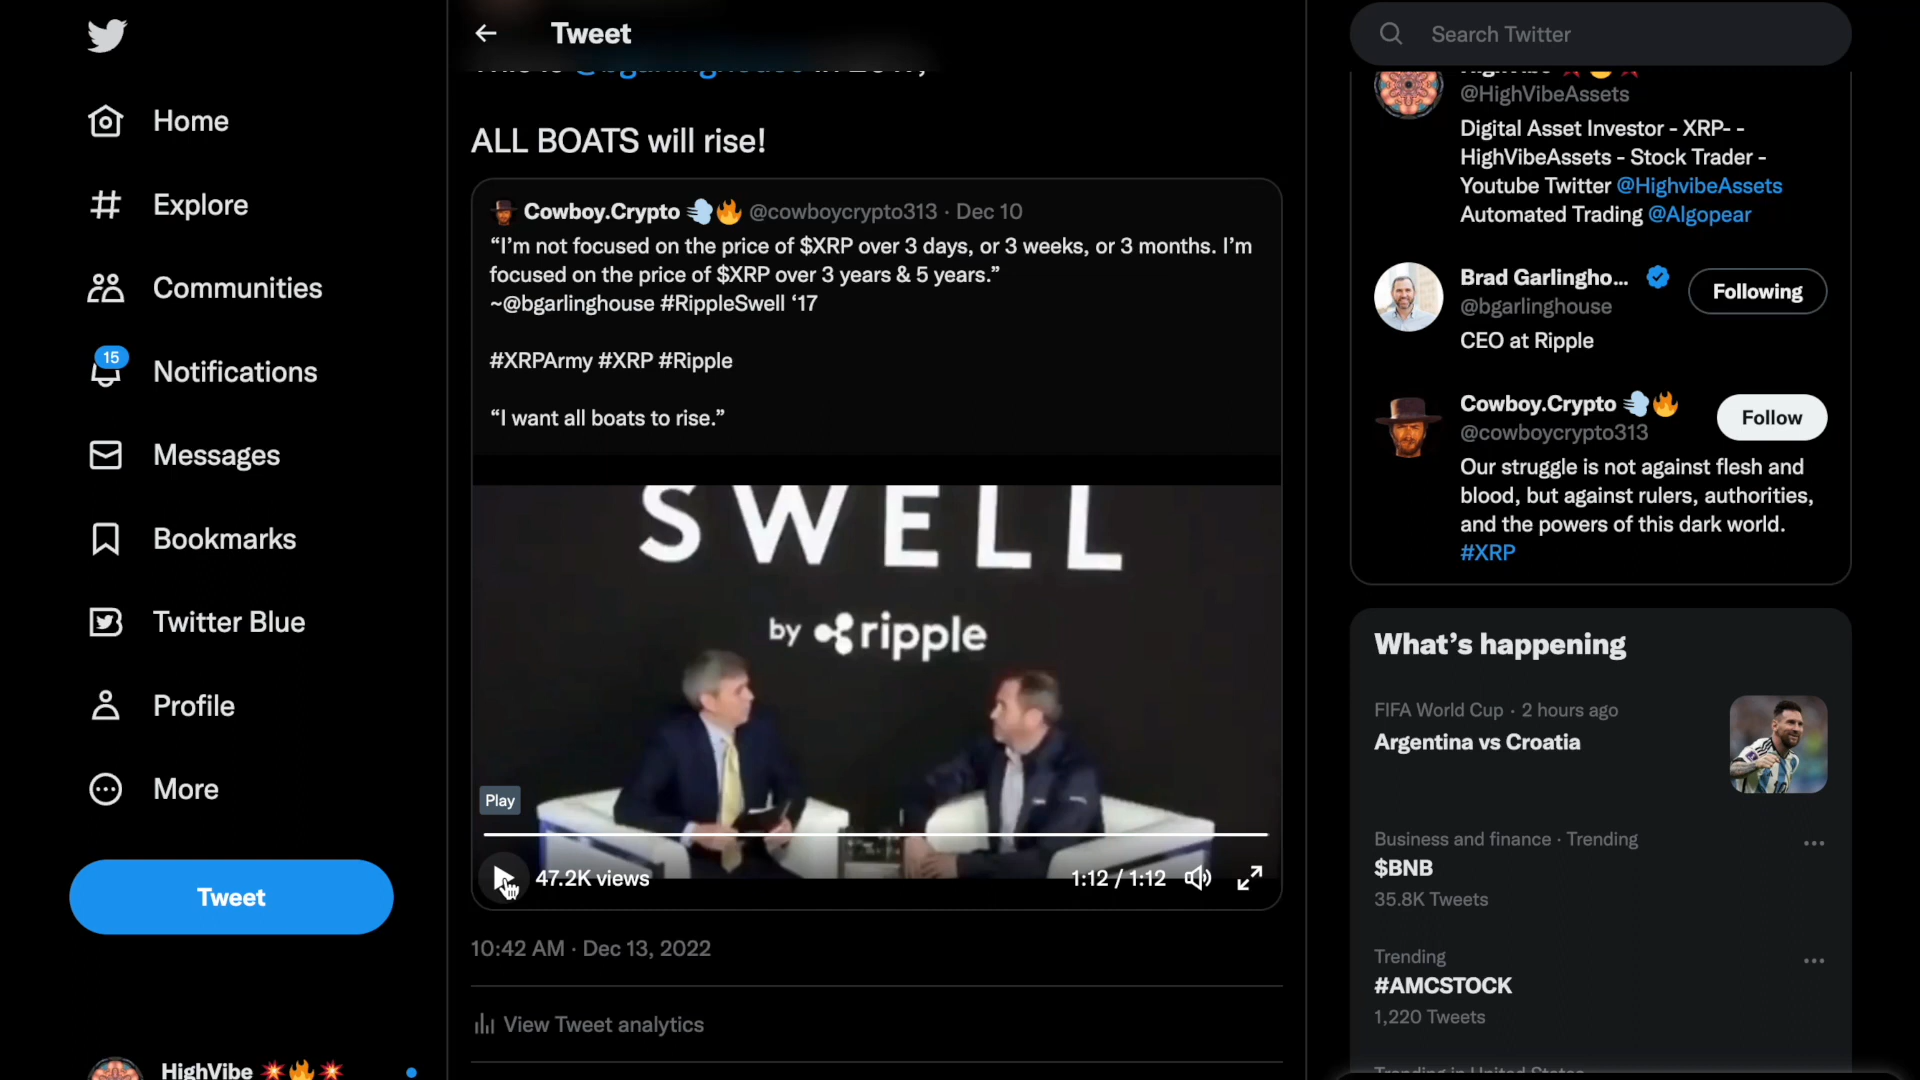 Home
Explore
Communities
15
Notifications
Messages
Bookmarks
Twitter Blue
Profile
More
Tweet
HighVibe
Tweet
@bgarlinghouse in 2017,
ALL BOATS will rise!
Cowboy.Crypto 💨🔥 @cowboycrypto313 · Dec 10
“I’m not focused on the price of $XRP over 3 days, or 3 weeks, or 3 months. I’m
focused on the price of $XRP over 3 years & 5 years.”
~@bgarlinghouse #RippleSwell ‘17
#XRPArmy #XRP #Ripple
“I want all boats to rise.”
SWELL
by ripple
Play
47.2K views
1:12 / 1:12
10:42 AM · Dec 13, 2022
View Tweet analytics
Search Twitter
@HighVibeAssets
Digital Asset Investor - XRP- -
HighVibeAssets - Stock Trader -
Youtube Twitter @HighvibeAssets
Automated Trading @Algopear
Brad Garlingho...
Following
@bgarlinghouse
CEO at Ripple
Cowboy.Crypto 💨🔥
Follow
@cowboycrypto313
Our struggle is not against flesh and
blood, but against rulers, authorities,
and the powers of this dark world.
#XRP
What’s happening
FIFA World Cup · 2 hours ago
Argentina vs Croatia
Business and finance · Trending
$BNB
35.8K Tweets
Trending
#AMCSTOCK
1,220 Tweets
Trending in United States